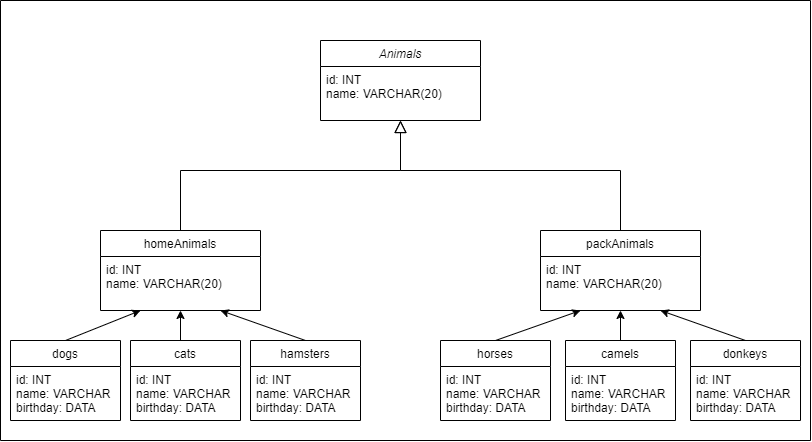 Animals
id: INT
name: VARCHAR(20)
homeAnimals
id: INT
name: VARCHAR(20)
packAnimals
id: INT
name: VARCHAR(20)
dogs
id: INT
name: VARCHAR
birthday: DATA
cats
id: INT
name: VARCHAR
birthday: DATA
hamsters
id: INT
name: VARCHAR
birthday: DATA
horses
id: INT
name: VARCHAR
birthday: DATA
camels
id: INT
name: VARCHAR
birthday: DATA
donkeys
id: INT
name: VARCHAR
birthday: DATA